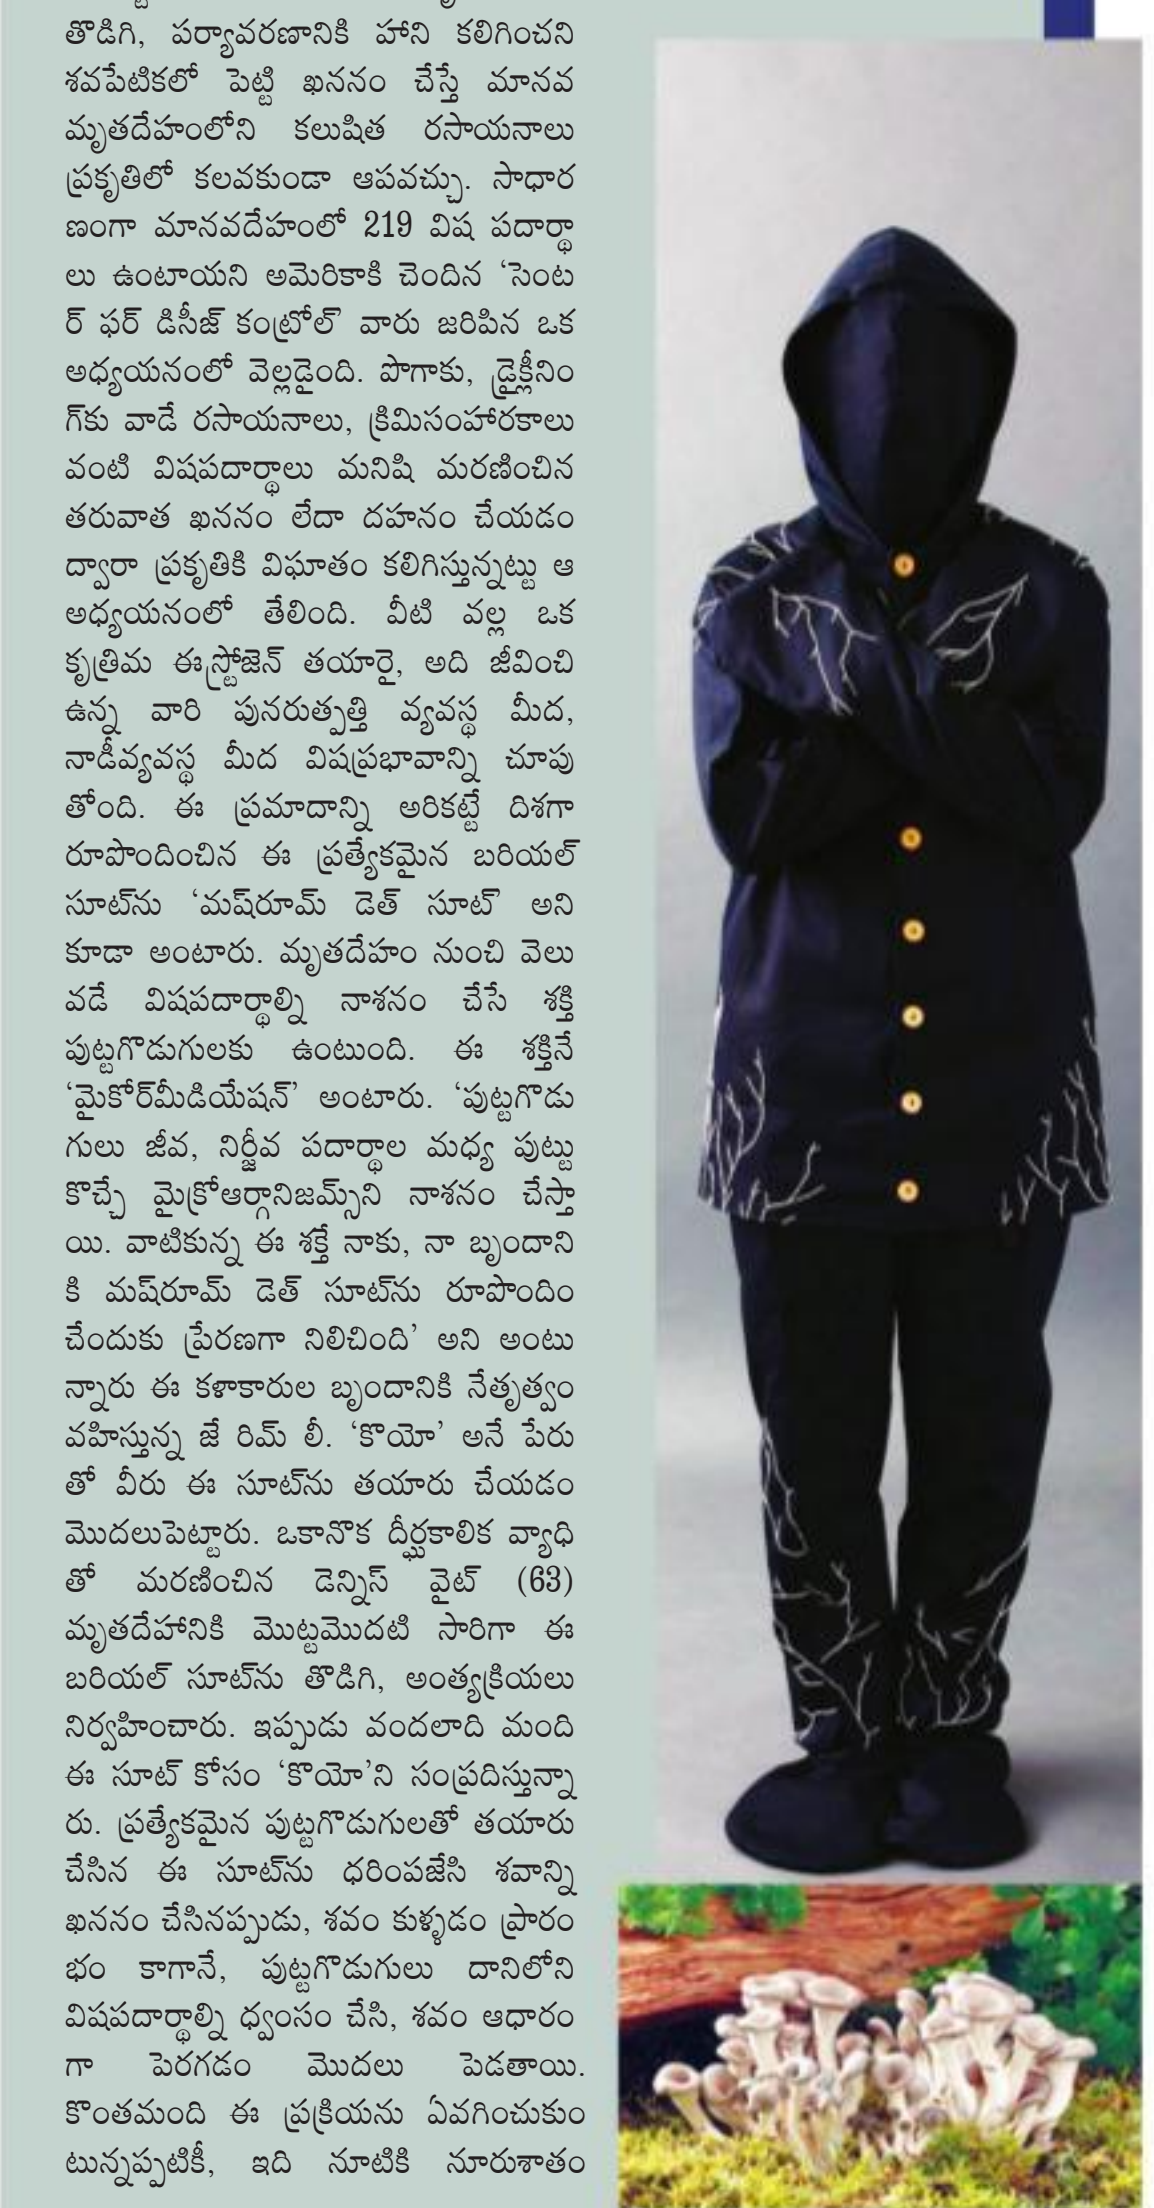 తొడిగి, పర్యావరణానికి హాని కలిగించని
శవపేటికలో పెట్టి ఖననం చేస్తే మానవ
మృతదేహంలోని కలుషిత రసాయనాలు
ప్రకృతిలో కలవకుండా ఆపవచ్చు. సాధార
ణంగా మానవదేహంలో 219 విష పదార్థా
లు ఉంటాయని అమెరికాకి చెందిన ‘సెంట
ర్ ఫర్ డిసీజ్ కంట్రోల్’ వారు జరిపిన ఒక
అధ్యయనంలో వెల్లడైంది. పొగాకు, డ్రైక్లీనిం
గ్‌కు వాడే రసాయనాలు, క్రిమిసంహారకాలు
వంటి విషపదార్థాలు మనిషి మరణించిన
తరువాత ఖననం లేదా దహనం చేయడం
ద్వారా ప్రకృతికి విఘాతం కలిగిస్తున్నట్టు ఆ
అధ్యయనంలో తేలింది. వీటి వల్ల ఒక
కృత్రిమ ఈస్ట్రోజెన్ తయారై, అది జీవించి
ఉన్న వారి పునరుత్పత్తి వ్యవస్థ మీద,
నాడీవ్యవస్థ మీద విషప్రభావాన్ని చూపు
తోంది. ఈ ప్రమాదాన్ని అరికట్టే దిశగా
రూపొందించిన ఈ ప్రత్యేకమైన బరియల్
సూట్‌ను ‘మష్‌రూమ్ డెత్ సూట్’ అని
కూడా అంటారు. మృతదేహం నుంచి వెలు
వడే విషపదార్థాల్ని నాశనం చేసే శక్తి
పుట్టగొడుగులకు ఉంటుంది. ఈ శక్తినే
‘మైకోర్‌మీడియేషన్’ అంటారు. ‘పుట్టగొడు
గులు జీవ, నిర్జీవ పదార్థాల మధ్య పుట్టు
కొచ్చే మైక్రోఆర్గానిజమ్స్‌ని నాశనం చేస్తా
యి. వాటికున్న ఈ శక్తే నాకు, నా బృందాని
కి మష్‌రూమ్ డెత్ సూట్‌ను రూపొందిం
చేందుకు ప్రేరణగా నిలిచింది’ అని అంటు
న్నారు ఈ కళాకారుల బృందానికి నేతృత్వం
వహిస్తున్న జే రిమ్ లీ. ‘కొయో’ అనే పేరు
తో వీరు ఈ సూట్‌ను తయారు చేయడం
మొదలుపెట్టారు. ఒకానొక దీర్ఘకాలిక వ్యాధి
తో మరణించిన డెన్నిస్ వైట్ (63)
మృతదేహానికి మొట్టమొదటి సారిగా ఈ
బరియల్ సూట్‌ను తొడిగి, అంత్యక్రియలు
నిర్వహించారు. ఇప్పుడు వందలాది మంది
ఈ సూట్ కోసం ‘కొయో’ని సంప్రదిస్తున్నా
రు. ప్రత్యేకమైన పుట్టగొడుగులతో తయారు
చేసిన ఈ సూట్‌ను ధరింపజేసి శవాన్ని
ఖననం చేసినప్పుడు, శవం కుళ్ళడం ప్రారం
భం కాగానే, పుట్టగొడుగులు దానిలోని
విషపదార్థాల్ని ధ్వంసం చేసి, శవం ఆధారం
గా పెరగడం మొదలు పెడతాయి.
కొంతమంది ఈ ప్రక్రియను ఏవగించుకుం
టున్నప్పటికీ, ఇది నూటికి నూరుశాతం